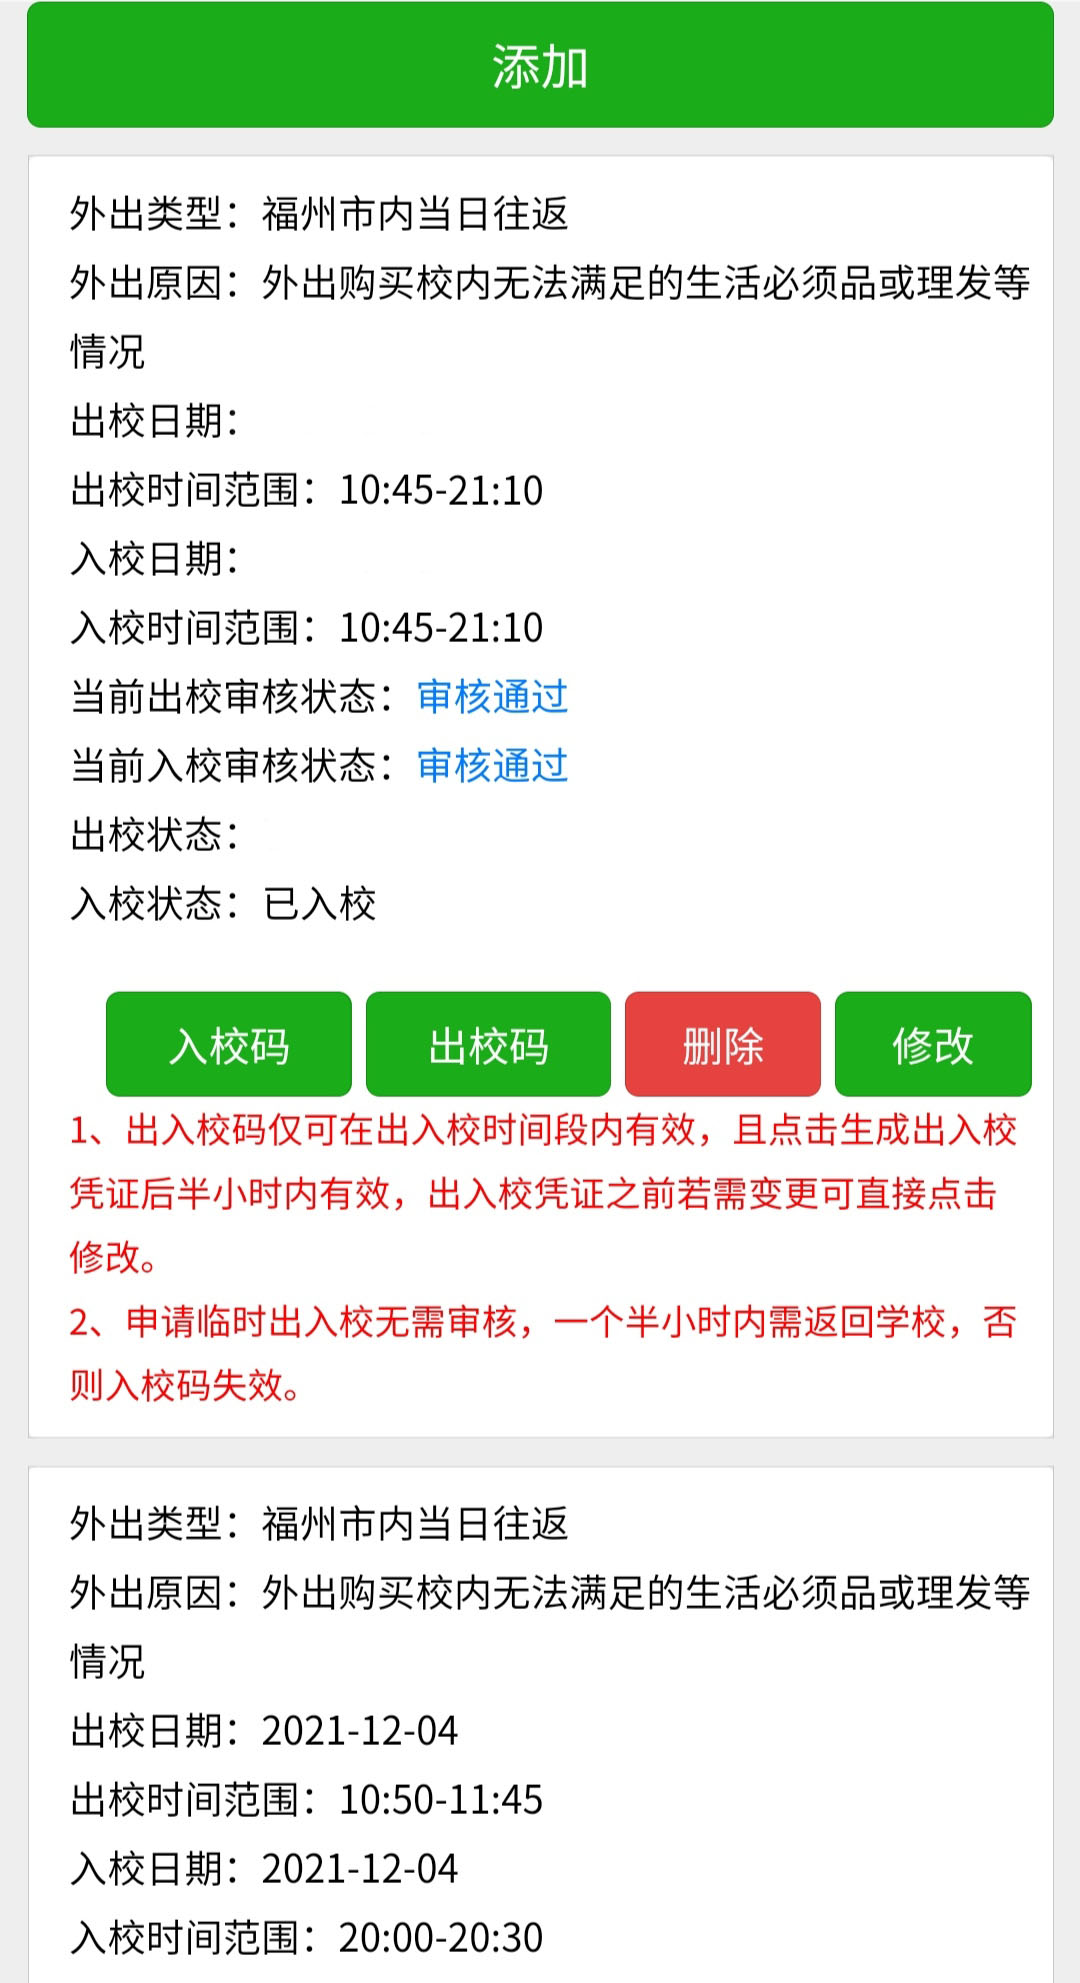 添加
外出类型：福州市内当日往返
外出原因：外出购买校内无法满足的生活必须品或理发等
情况
出校日期：
出校时间范围：10:45-21:10
入校日期：
入校时间范围：10:45-21:10
当前出校审核状态：审核通过
当前入校审核状态：审核通过
出校状态：
入校状态：已入校
入校码 出校码 删除 修改
1、出入校码仅可在出入校时间段内有效，且点击生成出入校
凭证后半小时内有效，出入校凭证之前若需变更可直接点击
修改。
2、申请临时出入校无需审核，一个半小时内需返回学校，否
则入校码失效。
外出类型：福州市内当日往返
外出原因：外出购买校内无法满足的生活必须品或理发等
情况
出校日期：2021-12-04
出校时间范围：10:50-11:45
入校日期：2021-12-04
入校时间范围：20:00-20:30